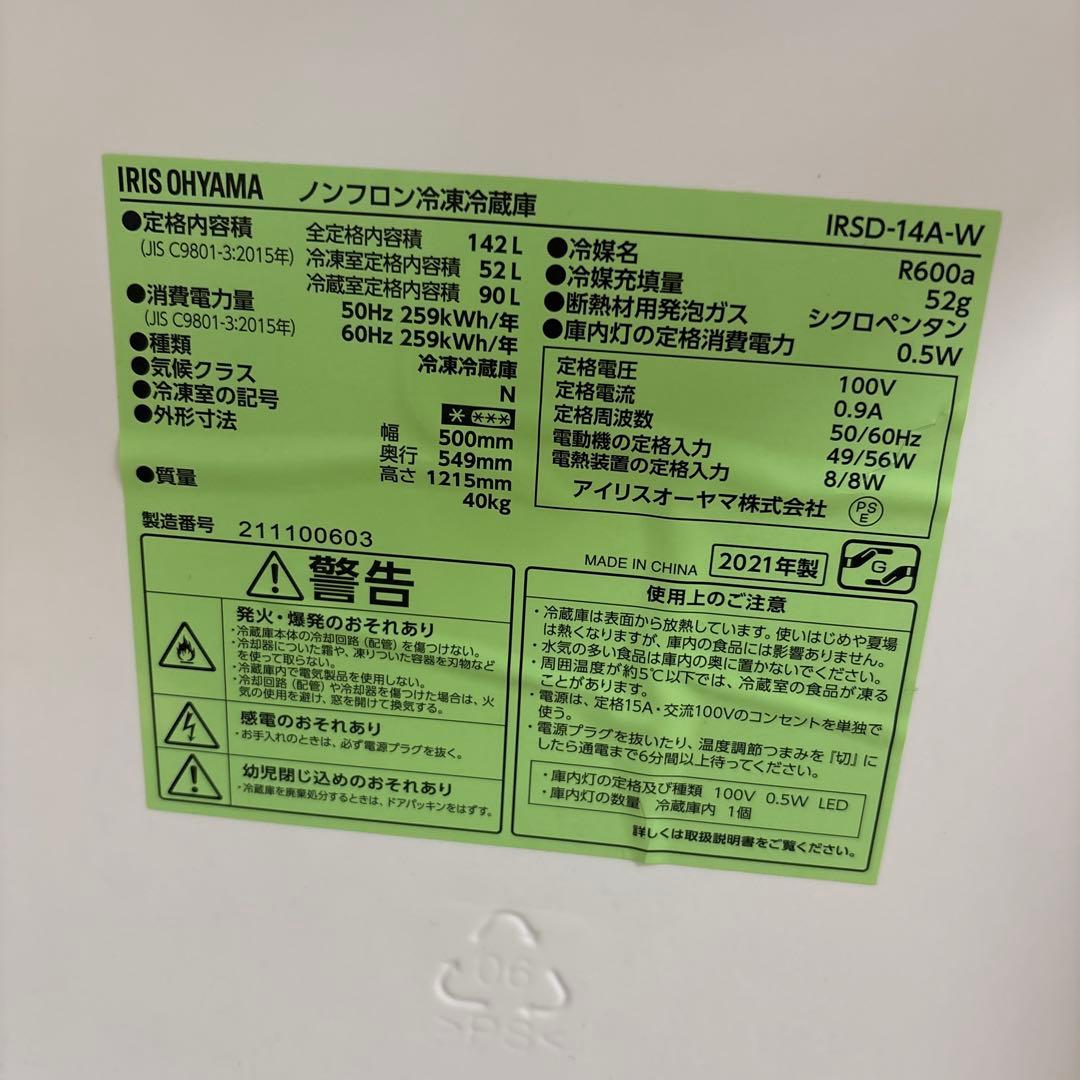 IRIS OHYAMA ノンフロン冷凍冷蔵庫 IRSD-14A-W
●定格内容積 全定格内容積 142L
(JIS C9801-3:2015年) 冷凍室定格内容積 52L
冷蔵室定格内容積 90L
●消費電力量 50Hz 259kWh/年
(JIS C9801-3:2015年) 60Hz 259kWh/年
●種類 冷凍冷蔵庫
●気候クラス N
●冷凍室の記号 * ***
●外形寸法 幅 500mm
奥行 549mm
高さ 1215mm
●質量 40kg
製造番号 211100603
●冷媒名 R600a
●冷媒充填量 52g
●断熱材用発泡ガス シクロペンタン
●庫内灯の定格消費電力 0.5W
定格電圧 100V
定格電流 0.9A
定格周波数 50/60Hz
電動機の定格入力 49/56W
電熱装置の定格入力 8/8W
アイリスオーヤマ株式会社 PSE
MADE IN CHINA 2021年製 G
警告
発火・爆発のおそれあり
・冷蔵庫本体の冷却回路(配管)を傷つけない。
・冷却器についた霜や、凍りついた容器を刃物など
を使って取らない。
・冷蔵庫内で電気製品を使用しない。
・冷却回路(配管)や冷却器を傷つけた場合は、火
気の使用を避け、窓を開けて換気する。
感電のおそれあり
・お手入れのときは、必ず電源プラグを抜く。
幼児閉じ込めのおそれあり
・冷蔵庫を廃棄処分するときは、ドアパッキンをはずす。
使用上のご注意
・冷蔵庫は表面から放熱しています。使いはじめや夏場
は熱くなりますが、庫内の食品には影響ありません。
・水気の多い食品は庫内の奥に置かないでください。
・周囲温度が約5℃以下では、冷蔵室の食品が凍る
ことがあります。
・電源は、定格15A・交流100Vのコンセントを単独で
使う。
・電源プラグを抜いたり、温度調節つまみを『切』に
したら通電まで6分間以上待ってください。
・庫内灯の定格及び種類 100V 0.5W LED
・庫内灯の数量 冷蔵庫内 1個
詳しくは取扱説明書をご覧ください。
06
>PS<